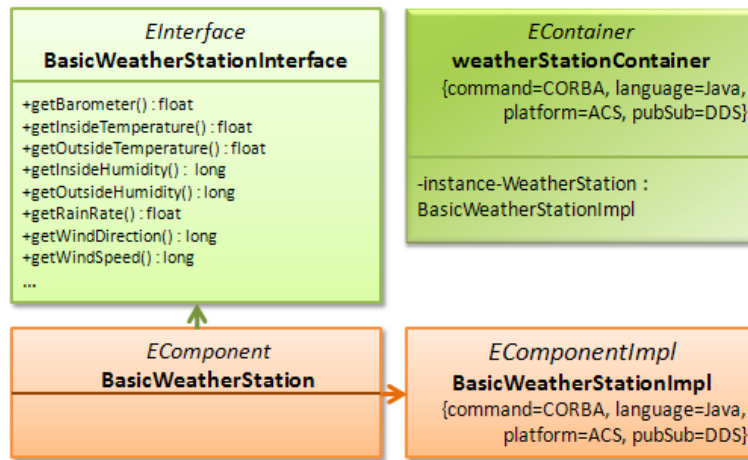 EInterface
BasicWeatherStationInterface
+getBarometer() : float
+getInsideTemperature() : float
+getOutsideTemperature() : float
+getInsideHumidity() : long
+getOutsideHumidity() : long
+getRainRate() : float
+getWindDirection() : long
+getWindSpeed() : long
...
EContainer
weatherStationContainer
{command=CORBA, language=Java,
platform=ACS, pubSub=DDS}
-instance-WeatherStation :
BasicWeatherStationImpl
EComponent
BasicWeatherStation
EComponentImpl
BasicWeatherStationImpl
{command=CORBA, language=Java,
platform=ACS, pubSub=DDS}